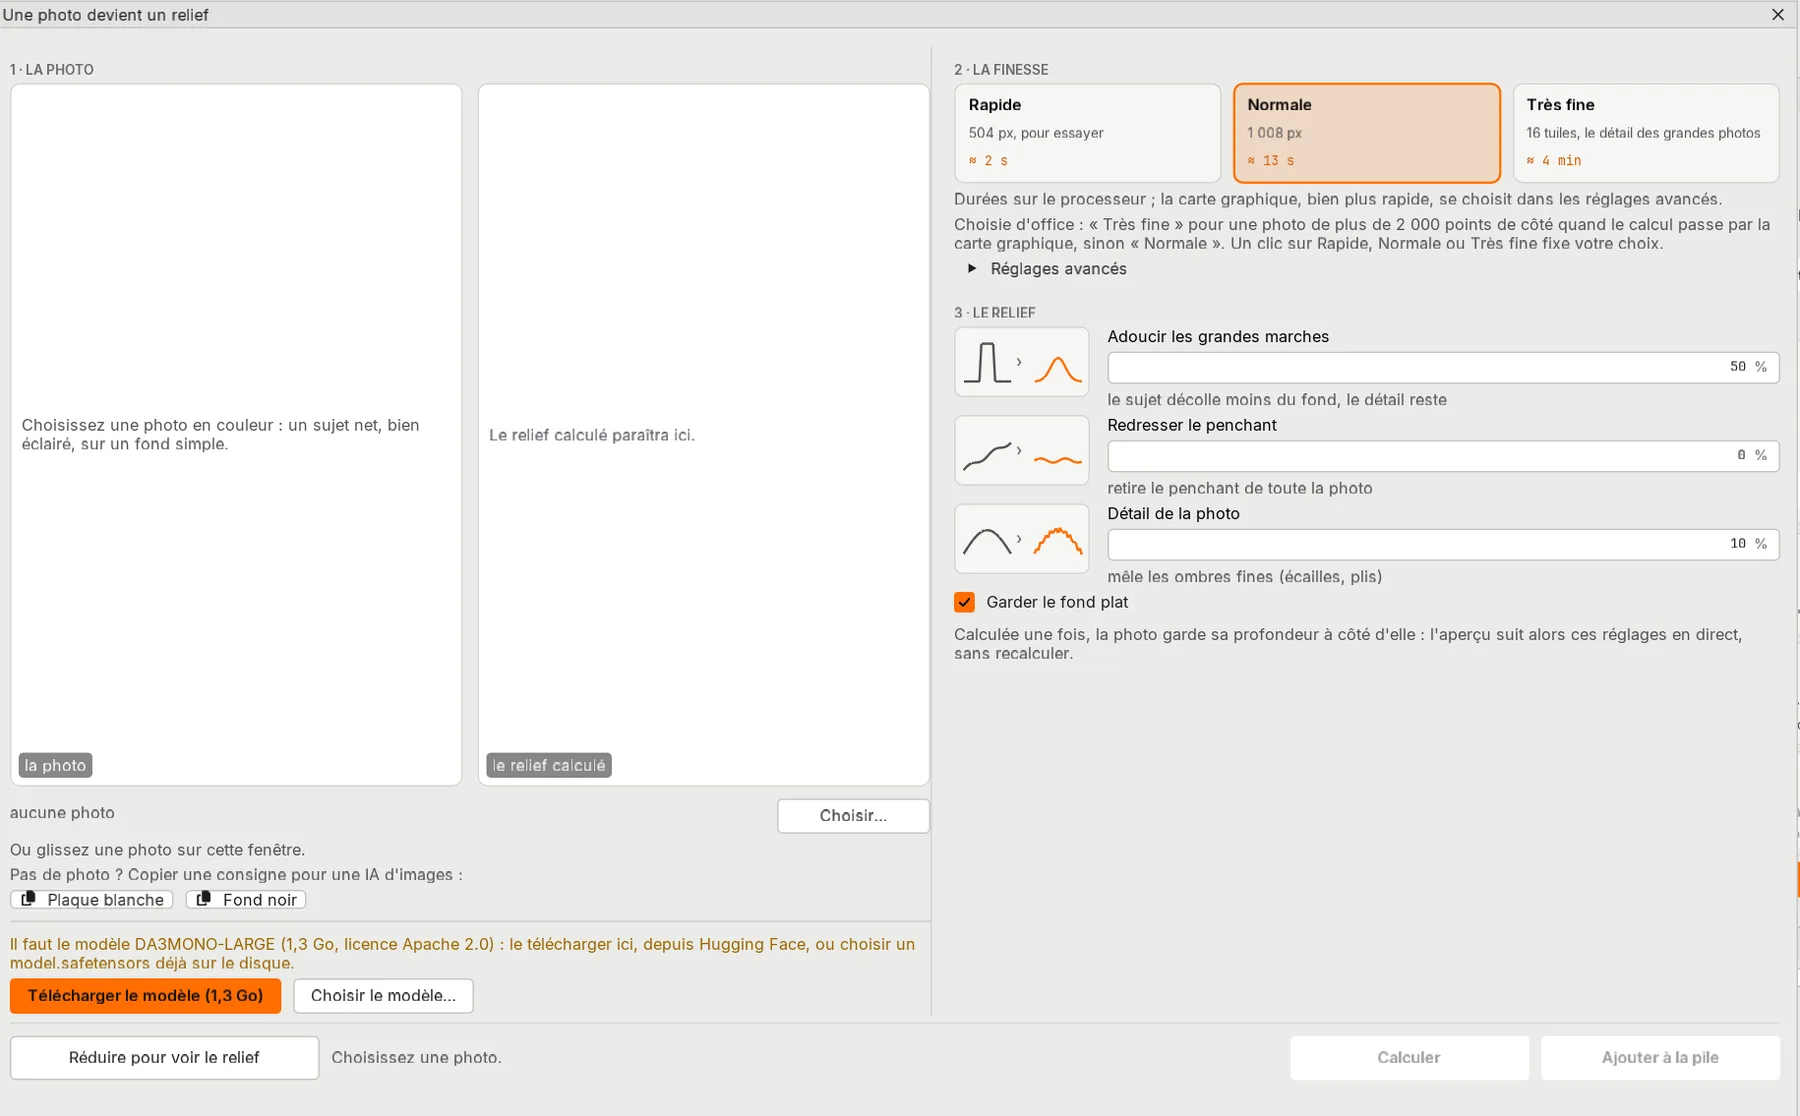 Une photo devient un relief
1 · LA PHOTO
Choisissez une photo en couleur : un sujet net, bien
éclairé, sur un fond simple.
la photo
Le relief calculé paraîtra ici.
le relief calculé
aucune photo
Choisir...
Ou glissez une photo sur cette fenêtre.
Pas de photo ? Copier une consigne pour une IA d'images :
Plaque blanche
Fond noir
Il faut le modèle DA3MONO-LARGE (1,3 Go, licence Apache 2.0) : le télécharger ici, depuis Hugging Face, ou choisir un
model.safetensors déjà sur le disque.
Télécharger le modèle (1,3 Go)
Choisir le modèle...
2 · LA FINESSE
Rapide
504 px, pour essayer
≈ 2 s
Normale
1 008 px
≈ 13 s
Très fine
16 tuiles, le détail des grandes photos
≈ 4 min
Durées sur le processeur ; la carte graphique, bien plus rapide, se choisit dans les réglages avancés.
Choisie d'office : « Très fine » pour une photo de plus de 2 000 points de côté quand le calcul passe par la
carte graphique, sinon « Normale ». Un clic sur Rapide, Normale ou Très fine fixe votre choix.
Réglages avancés
3 · LE RELIEF
Adoucir les grandes marches
50 %
le sujet décolle moins du fond, le détail reste
Redresser le penchant
0 %
retire le penchant de toute la photo
Détail de la photo
10 %
mêle les ombres fines (écailles, plis)
Garder le fond plat
Calculée une fois, la photo garde sa profondeur à côté d'elle : l'aperçu suit alors ces réglages en direct,
sans recalculer.
Réduire pour voir le relief
Choisissez une photo.
Calculer
Ajouter à la pile